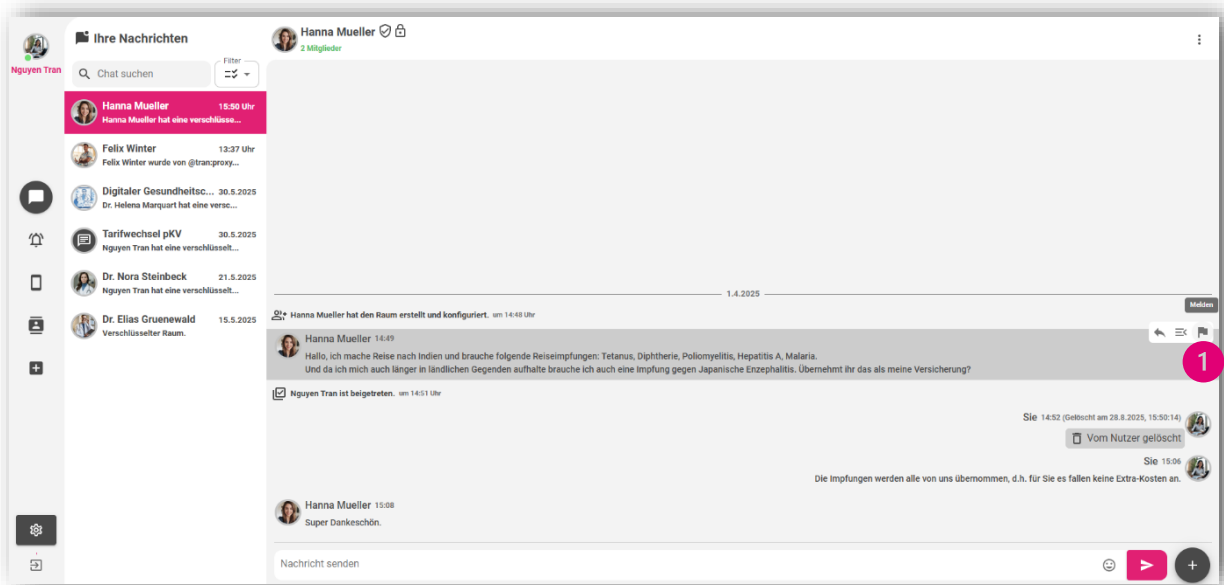 Nguyen Tran
Ihre Nachrichten
Chat suchen
Filter
Hanna Mueller 15:50 Uhr
Hanna Mueller hat eine verschlüsse...
Felix Winter 13:37 Uhr
Felix Winter wurde von @tran:proxy...
Digitaler Gesundheitsc... 30.5.2025
Dr. Helena Marquart hat eine versc...
Tarifwechsel pKV 30.5.2025
Nguyen Tran hat eine verschlüsselt...
Dr. Nora Steinbeck 21.5.2025
Nguyen Tran hat eine verschlüsselt...
Dr. Elias Gruenewald 15.5.2025
Verschlüsselter Raum.
Hanna Mueller
2 Mitglieder
1.4.2025
Melden
Hanna Mueller hat den Raum erstellt und konfiguriert. um 14:48 Uhr
Hanna Mueller 14:49
Hallo, ich mache Reise nach Indien und brauche folgende Reiseimpfungen: Tetanus, Diphtherie, Poliomyelitis, Hepatitis A, Malaria.
Und da ich mich auch länger in ländlichen Gegenden aufhalte brauche ich auch eine Impfung gegen Japanische Enzephalitis. Übernehmt ihr das als meine Versicherung?
1
Nguyen Tran ist beigetreten. um 14:51 Uhr
Sie 14:52 (Gelöscht am 28.8.2025, 15:50:14)
Vom Nutzer gelöscht
Sie 15:06
Die Impfungen werden alle von uns übernommen, d.h. für Sie es fallen keine Extra-Kosten an.
Hanna Mueller 15:08
Super Dankeschön.
Nachricht senden